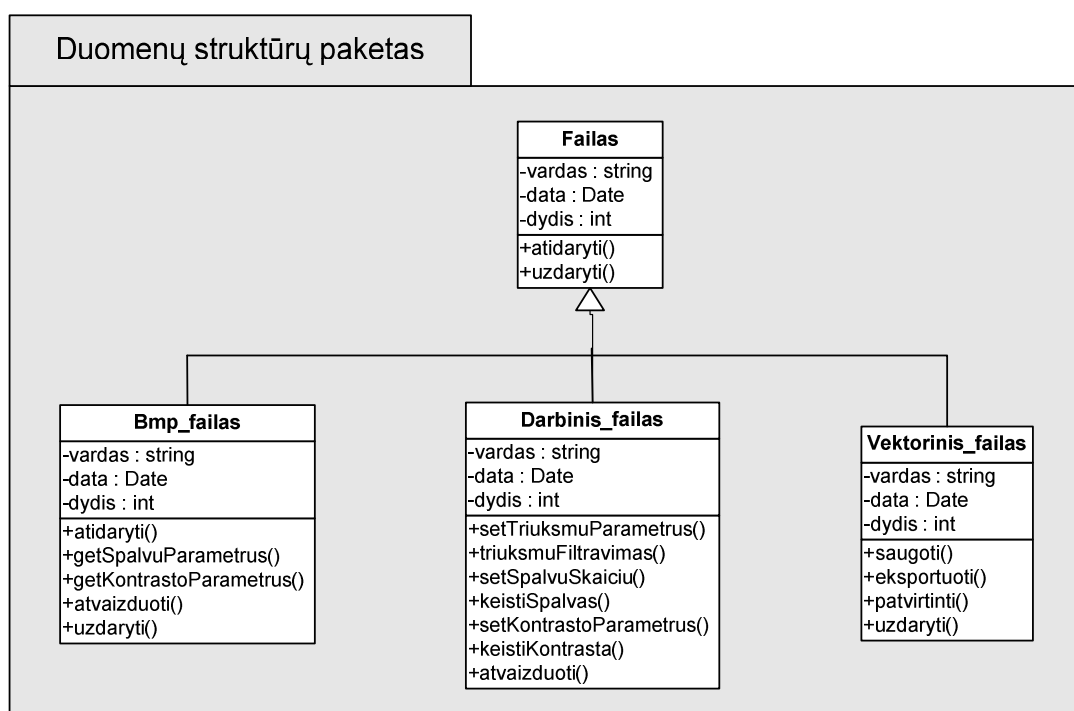 Duomenų struktūrų paketas
Failas
-vardas : string
-data : Date
-dydis : int
+atidaryti()
+uzdaryti()
Bmp_failas
-vardas : string
-data : Date
-dydis : int
+atidaryti()
+getSpalvuParametrus()
+getKontrastoParametrus()
+atvaizduoti()
+uzdaryti()
Darbinis_failas
-vardas : string
-data : Date
-dydis : int
+setTriuksmuParametrus()
+triuksmuFiltravimas()
+setSpalvuSkaiciu()
+keistiSpalvas()
+setKontrastoParametrus()
+keistiKontrasta()
+atvaizduoti()
Vektorinis_failas
-vardas : string
-data : Date
-dydis : int
+saugoti()
+eksportuoti()
+patvirtinti()
+uzdaryti()